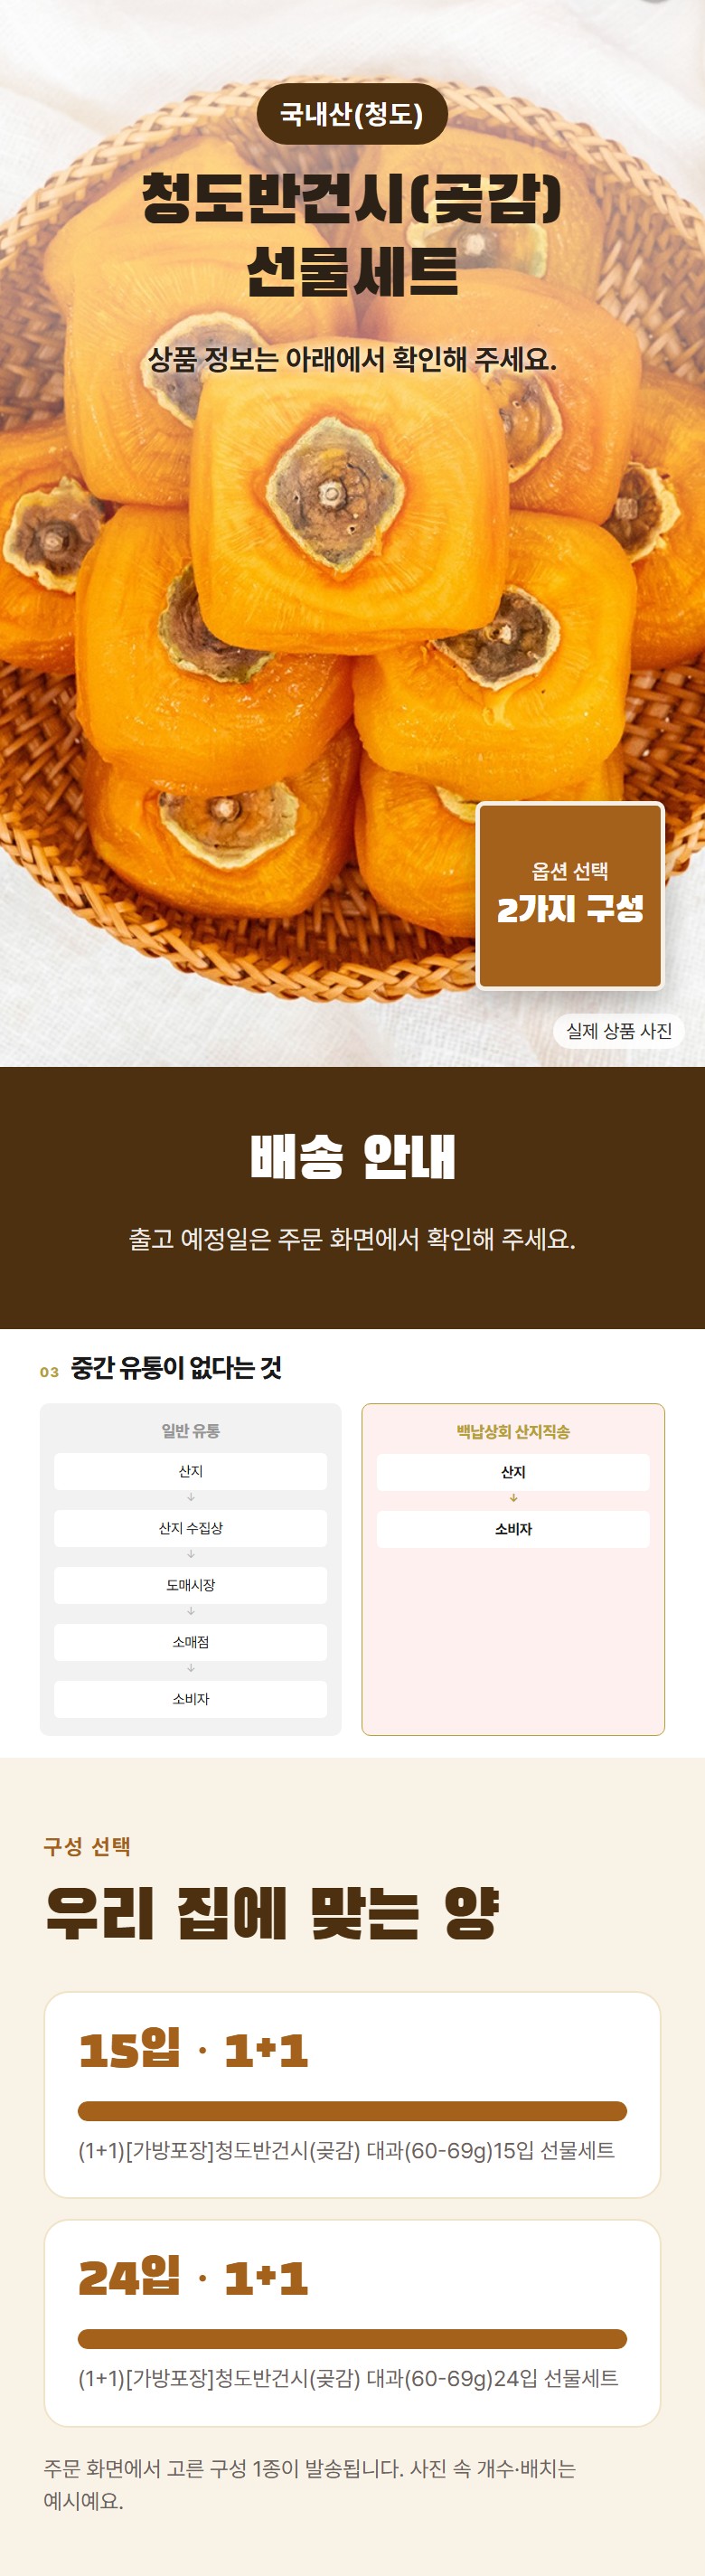 국내산(청도)
청도반건시(곶감)
선물세트
상품 정보는 아래에서 확인해 주세요.
옵션 선택
2가지 구성
실제 상품 사진
배송 안내
출고 예정일은 주문 화면에서 확인해 주세요.
03 중간 유통이 없다는 것
일반 유통
산지
↓
산지 수집상
↓
도매시장
↓
소매점
↓
소비자
백납상회 산지직송
산지
↓
소비자
구성 선택
우리 집에 맞는 양
15입 · 1+1
(1+1)[가방포장]청도반건시(곶감) 대과(60-69g)15입 선물세트
24입 · 1+1
(1+1)[가방포장]청도반건시(곶감) 대과(60-69g)24입 선물세트
주문 화면에서 고른 구성 1종이 발송됩니다. 사진 속 개수·배치는
예시예요.